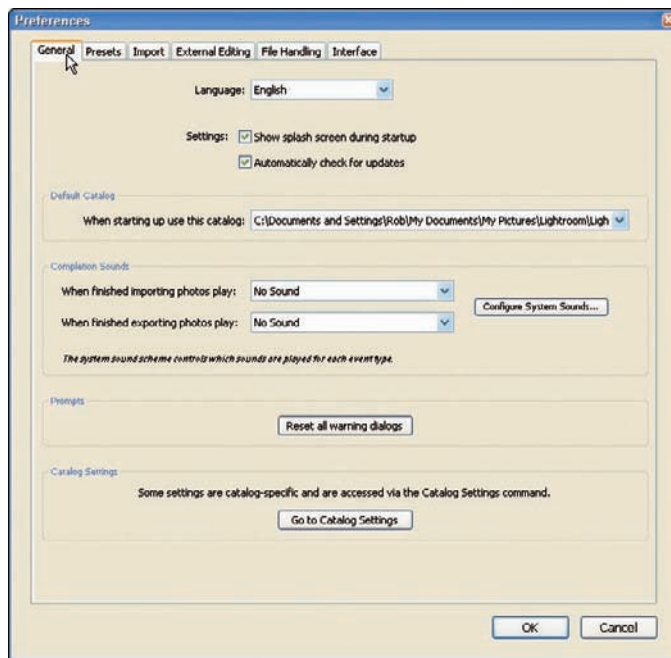 Preferences
General Presets Import External Editing File Handling Interface
Language: English
Settings: Show splash screen during startup
Automatically check for updates
Default Catalog
When starting up use this catalog: C:\Documents and Settings\Rob\My Documents\My Pictures\Lightroom\Ligh
Completion Sounds
When finished importing photos play: No Sound
Configure System Sounds...
When finished exporting photos play: No Sound
The system sound scheme controls which sounds are played for each event type.
Prompts
Reset all warning dialogs
Catalog Settings
Some settings are catalog-specific and are accessed via the Catalog Settings command.
Go to Catalog Settings
OK Cancel